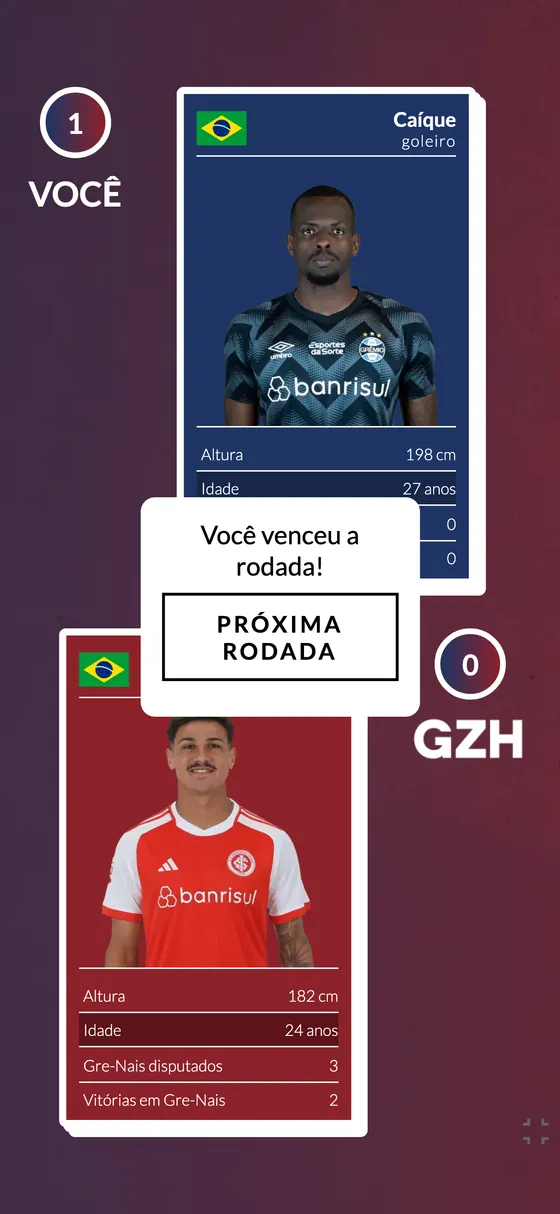 1
VOCÊ
Caíque
goleiro
umbro
Esportes
da Sorte
GRÊMIO
banrisul
Altura 198 cm
Idade 27 anos
0
0
Você venceu a
rodada!
PRÓXIMA
RODADA
0
GZH
banrisul
Altura 182 cm
Idade 24 anos
Gre-Nais disputados 3
Vitórias em Gre-Nais 2